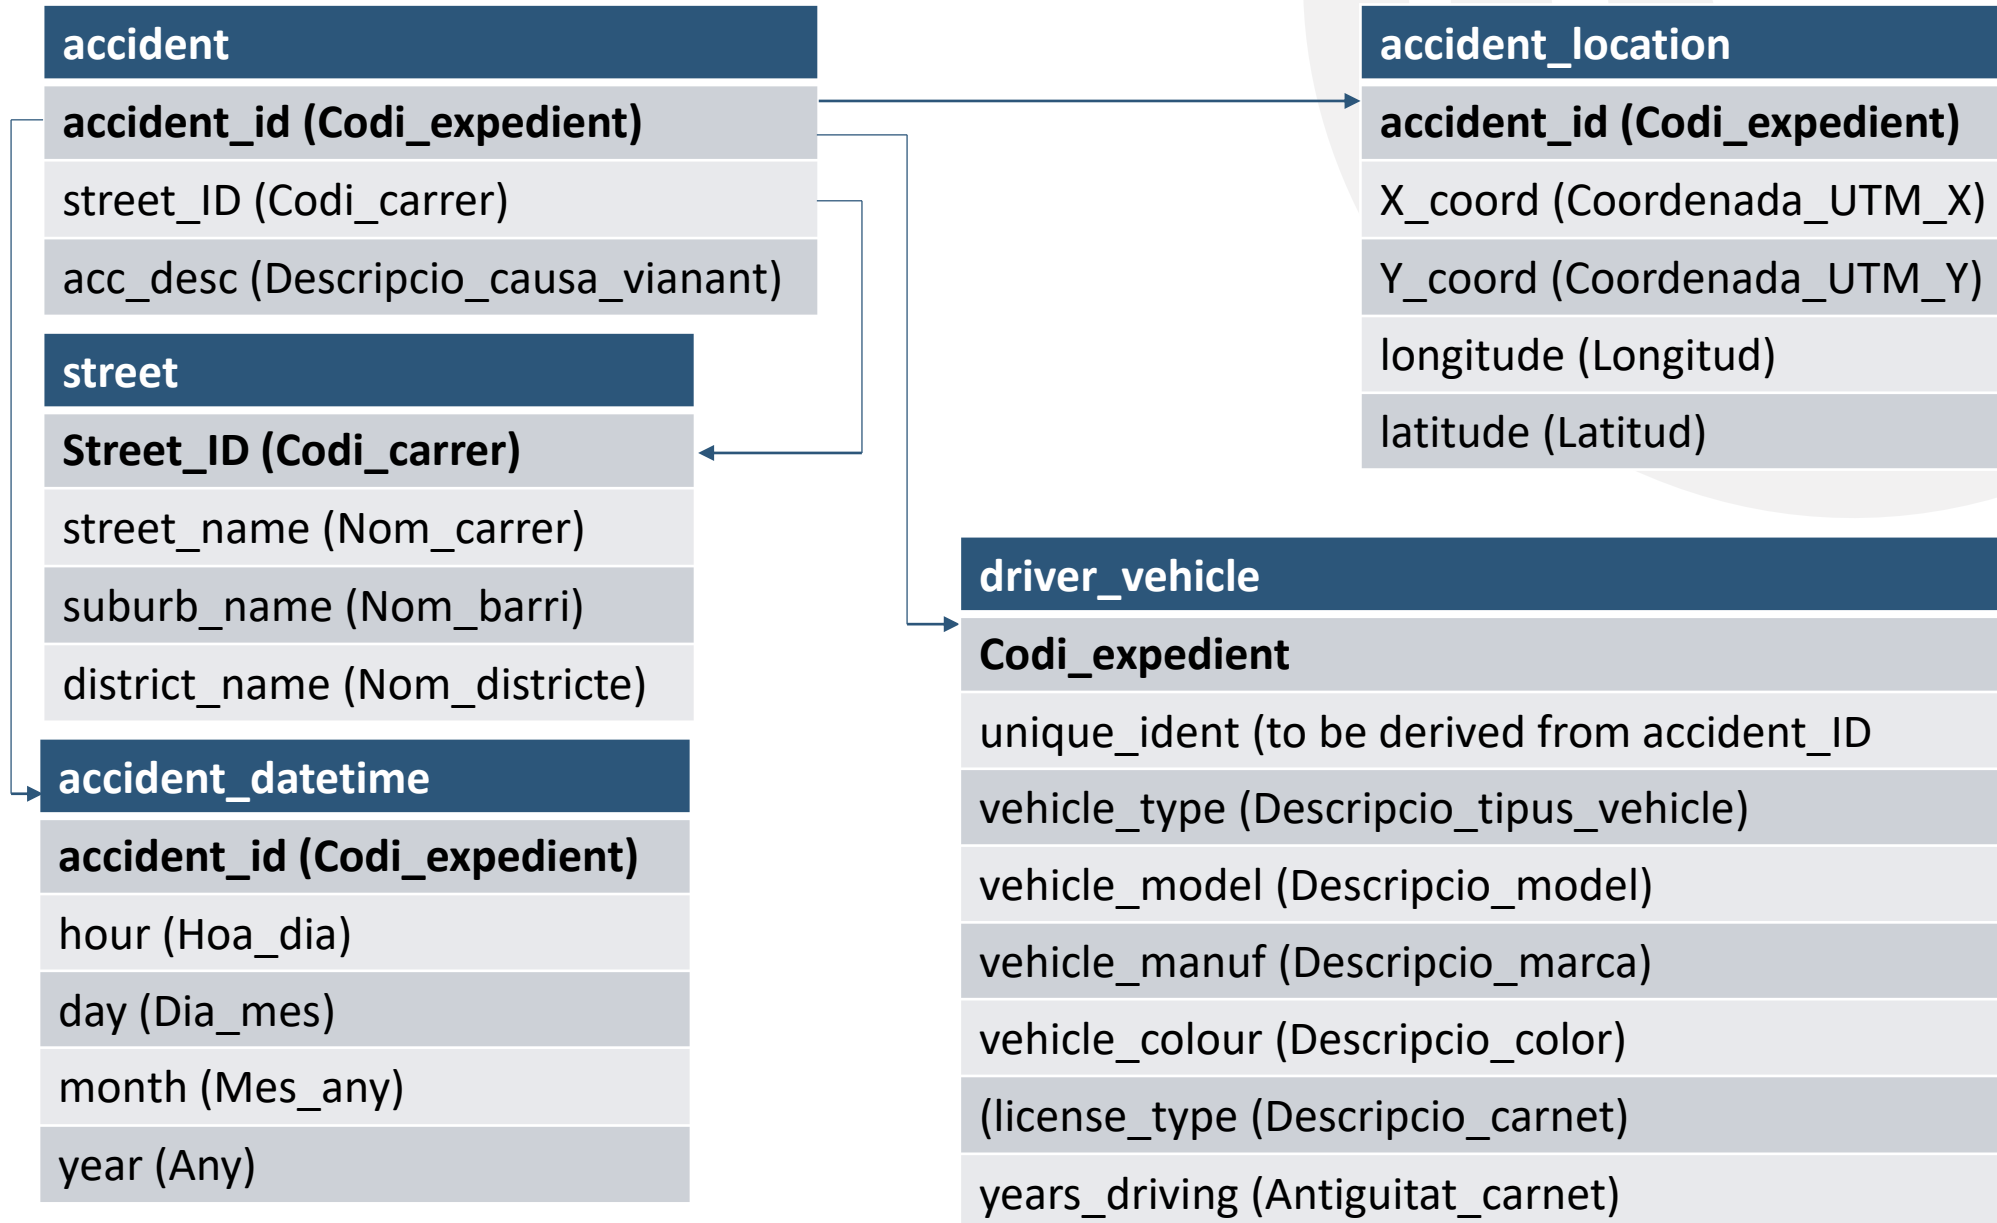 accident
accident_id (Codi_expedient)
street_ID (Codi_carrer)
acc_desc (Descripcio_causa_vianant)
street
Street_ID (Codi_carrer)
street_name (Nom_carrer)
suburb_name (Nom_barri)
district_name (Nom_districte)
accident_datetime
accident_id (Codi_expedient)
hour (Hoa_dia)
day (Dia_mes)
month (Mes_any)
year (Any)
accident_location
accident_id (Codi_expedient)
X_coord (Coordenada_UTM_X)
Y_coord (Coordenada_UTM_Y)
longitude (Longitud)
latitude (Latitud)
driver_vehicle
Codi_expedient
unique_ident (to be derived from accident_ID
vehicle_type (Descripcio_tipus_vehicle)
vehicle_model (Descripcio_model)
vehicle_manuf (Descripcio_marca)
vehicle_colour (Descripcio_color)
(license_type (Descripcio_carnet)
years_driving (Antiguitat_carnet)